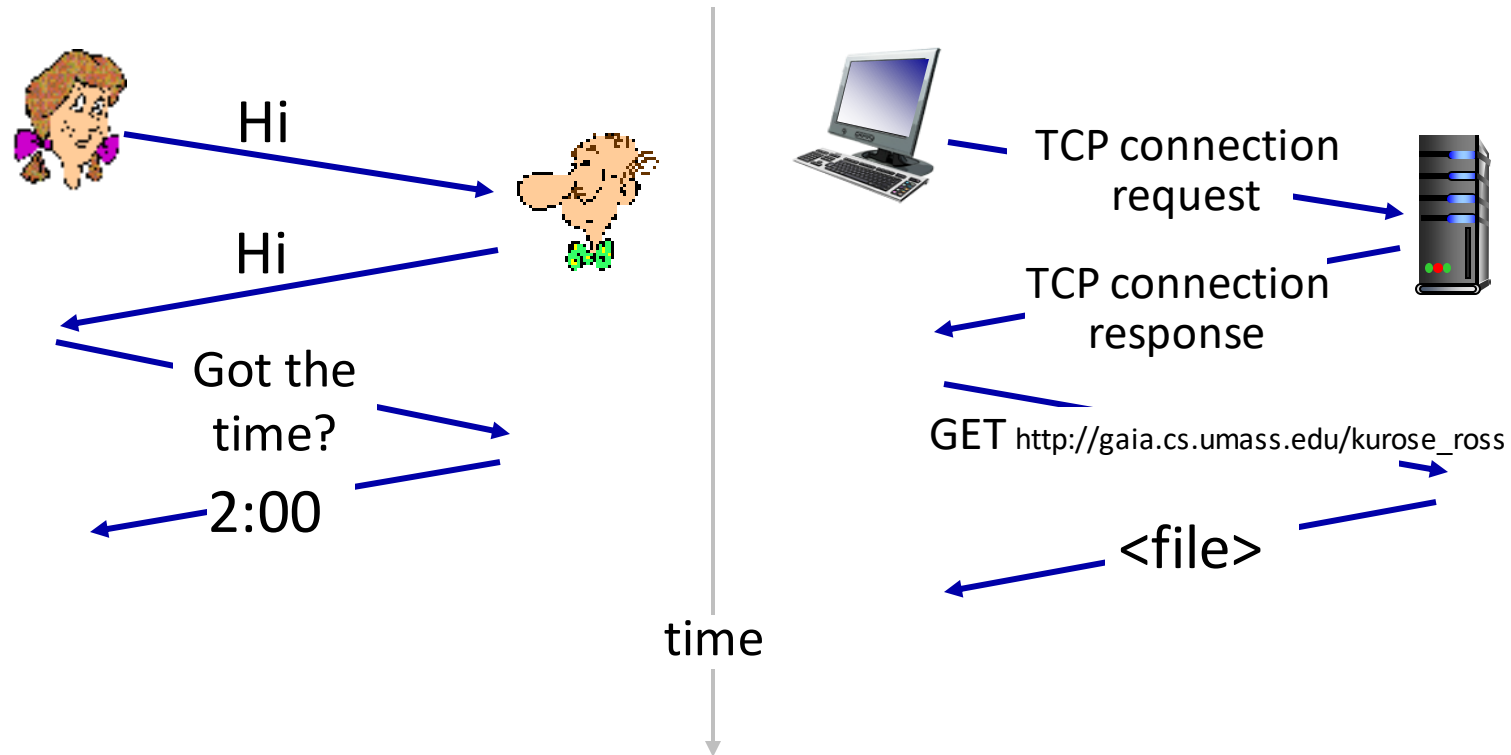 Hi
Hi
Got the
time?
2:00
TCP connection
request
TCP connection
response
GET http://gaia.cs.umass.edu/kurose_ross
<file>
time